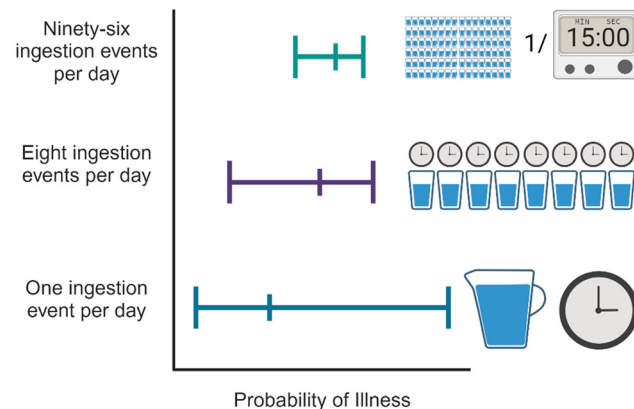 Ninety-six
ingestion events
per day
1/
MIN SEC
15:00
Eight ingestion
events per day
One ingestion
event per day
Probability of Illness